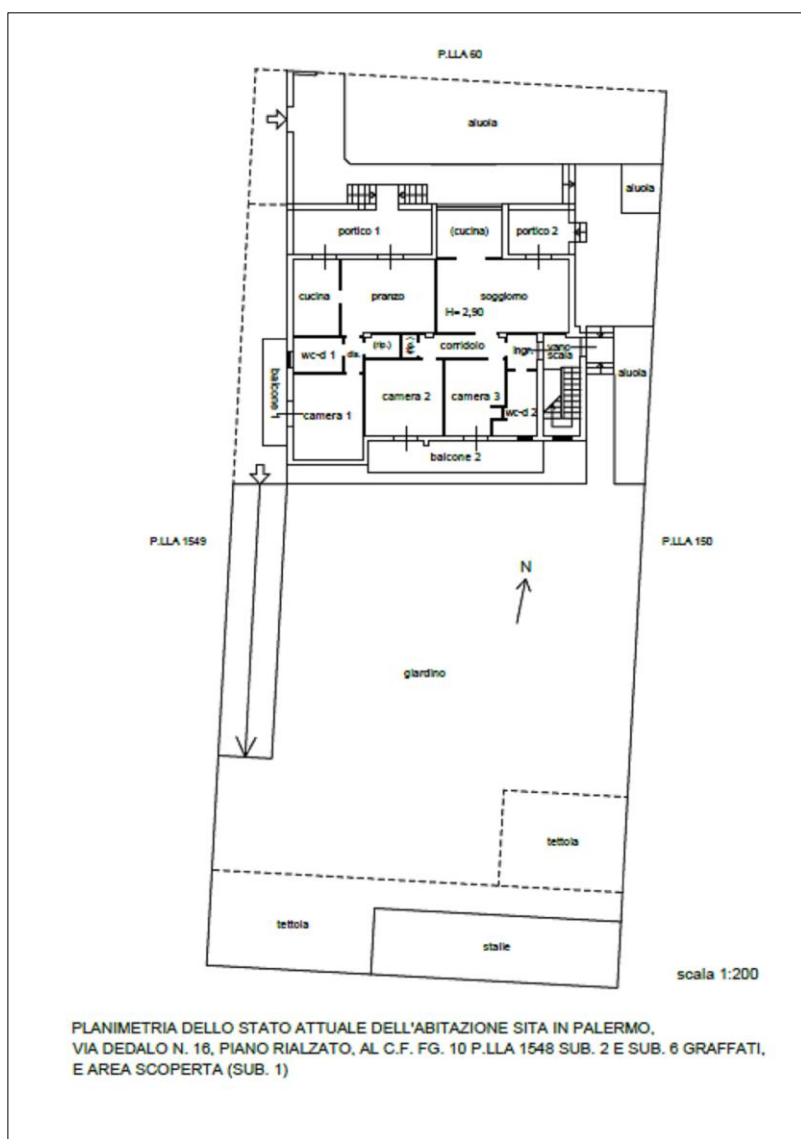 P.LLA 60
aiuola
aiuola
portico 1
(cucina)
portico 2
cucina
pranzo
soggiorno
H= 2,90
wc-d 1
dis.
(rip.)
(rip.)
corridoio
ingr.
vano
scala
aiuola
balcone 1
camera 1
camera 2
camera 3
wc-d 2
balcone 2
P.LLA 1549
P.LLA 150
N
giardino
tettoia
tettoia
stalle
scala 1:200
PLANIMETRIA DELLO STATO ATTUALE DELL'ABITAZIONE SITA IN PALERMO,
VIA DEDALO N. 16, PIANO RIALZATO, AL C.F. FG. 10 P.LLA 1548 SUB. 2 E SUB. 6 GRAFFATI,
E AREA SCOPERTA (SUB. 1)